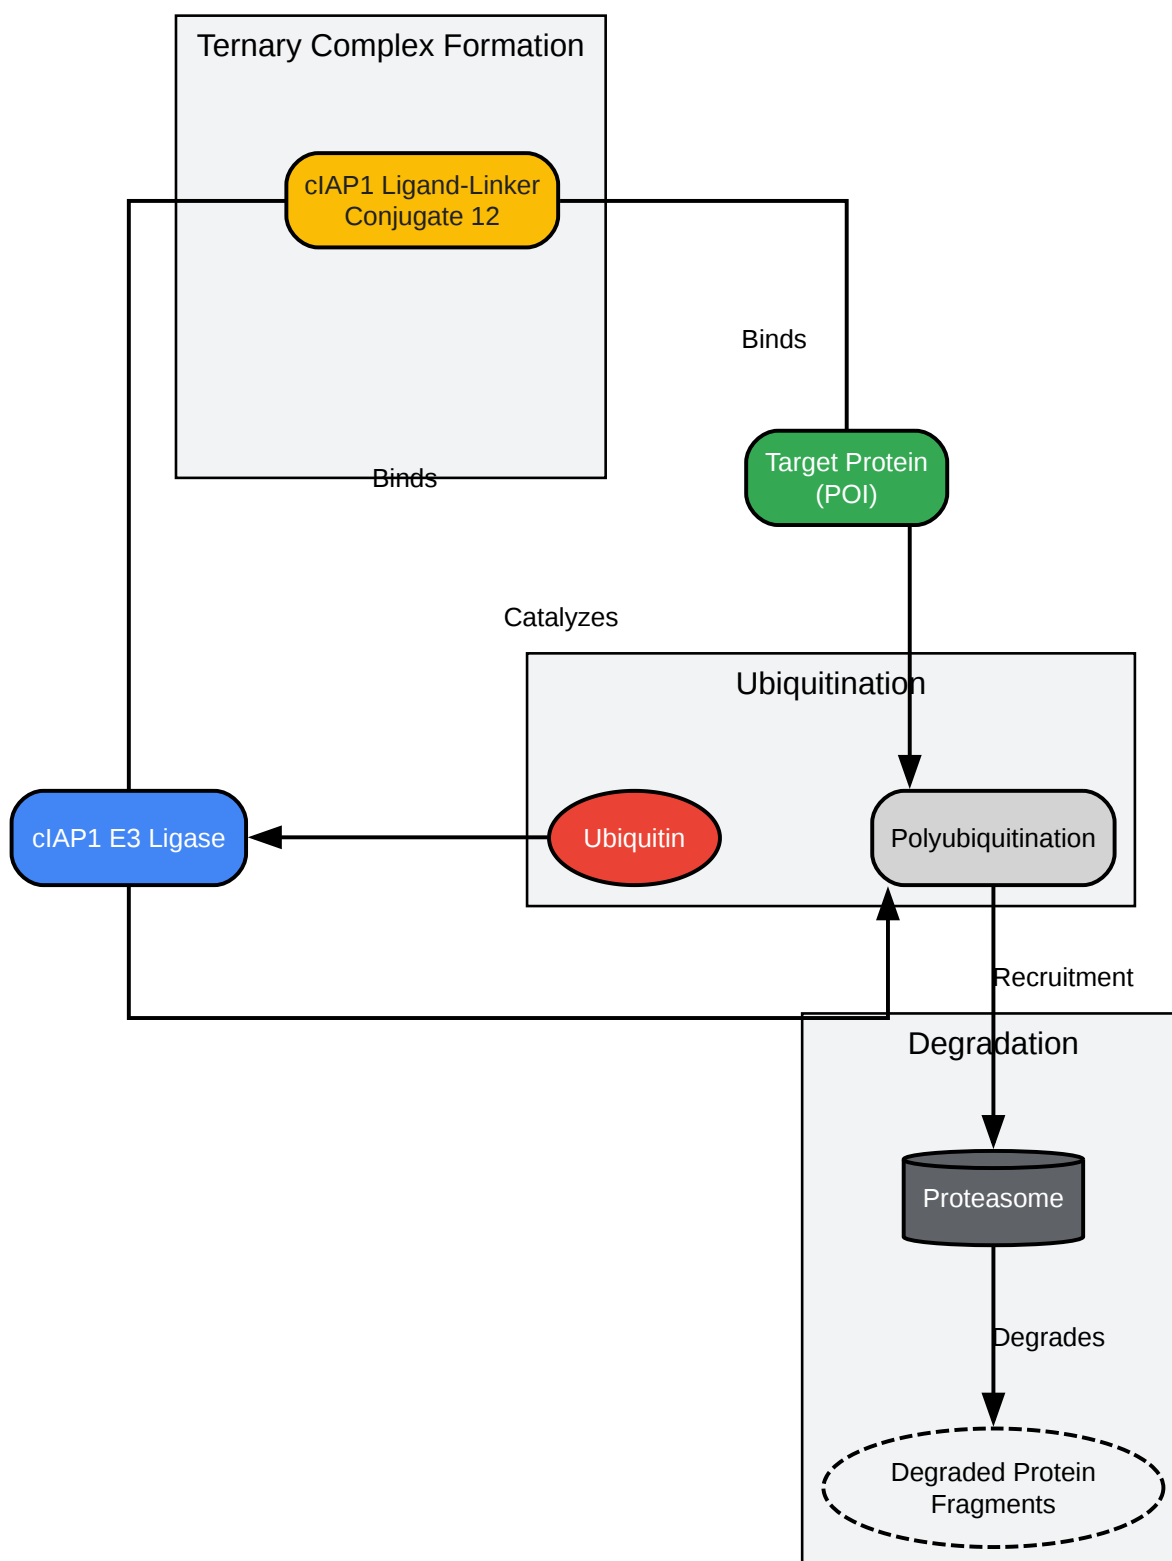 Ternary Complex Formation
cIAP1 Ligand-Linker
Conjugate 12
Binds
Target Protein
(POI)
Binds
Catalyzes
Ubiquitination
cIAP1 E3 Ligase
Ubiquitin
Polyubiquitination
Recruitment
Degradation
Proteasome
Degrades
Degraded Protein
Fragments